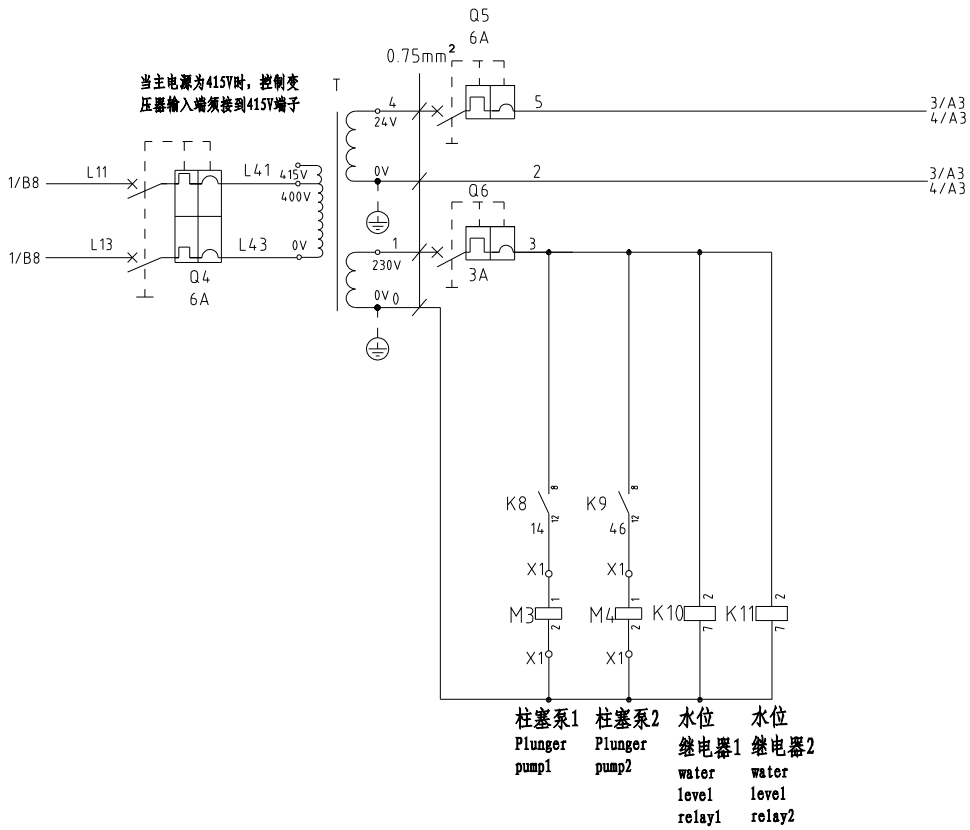 Q5
6A
0.75mm²
当主电源为415V时，控制变
压器输入端须接到415V端子
T
4
24V
5
3/A3
4/A3
0V
2
3/A3
4/A3
1/B8
L11
L41
415V
400V
1/B8
L13
L43
0V
Q4
6A
Q6
1
230V
3
3A
0V
0
K8
8
12
14
K9
8
12
46
X1
X1
M3
1
2
M4
1
2
K10
2
7
K11
2
7
X1
X1
柱塞泵1
Plunger
pump1
柱塞泵2
Plunger
pump2
水位
继电器1
water
level
relay1
水位
继电器2
water
level
relay2